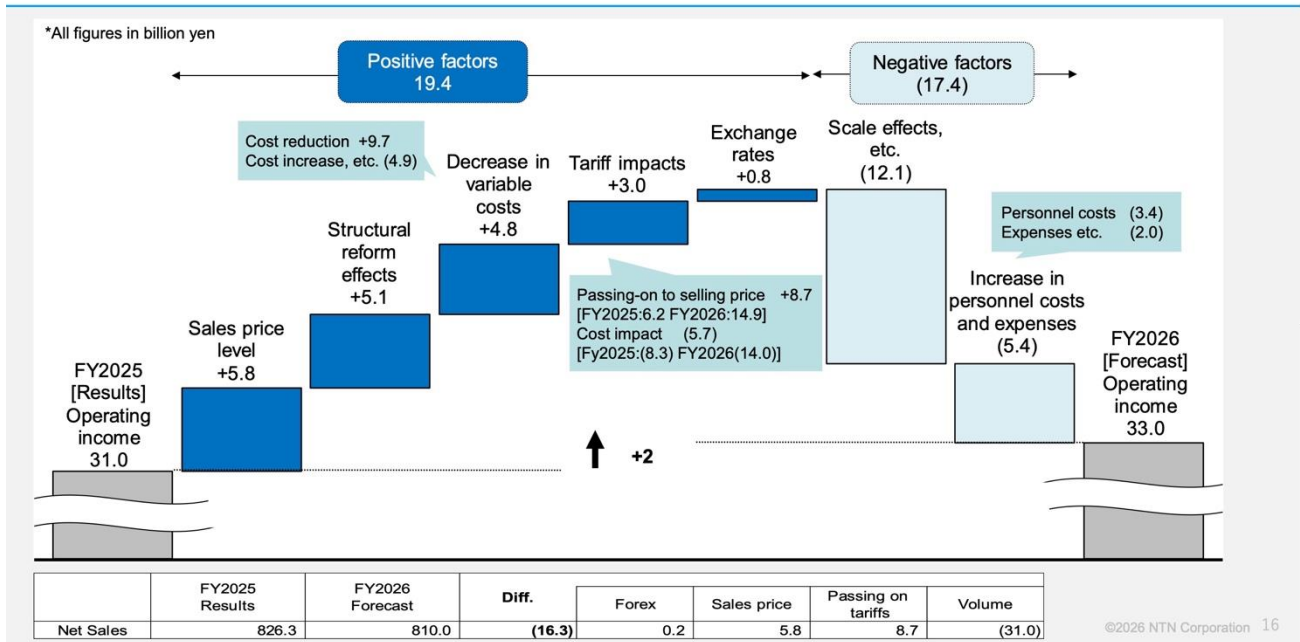 *All figures in billion yen
Positive factors
19.4
Negative factors
(17.4)
Cost reduction +9.7
Cost increase, etc. (4.9)
FY2025
[Results]
Operating
income
31.0
Sales price
level
+5.8
Structural
reform
effects
+5.1
Decrease in
variable
costs
+4.8
Tariff impacts
+3.0
Exchange
rates
+0.8
Scale effects,
etc.
(12.1)
Personnel costs (3.4)
Expenses etc. (2.0)
Passing-on to selling price +8.7
[FY2025:6.2 FY2026:14.9]
Cost impact (5.7)
[Fy2025:(8.3) FY2026(14.0)]
Increase in
personnel costs
and expenses
(5.4)
FY2026
[Forecast]
Operating
income
33.0
+2
FY2025
Results
FY2026
Forecast
Diff.
Forex
Sales price
Passing on
tariffs
Volume
Net Sales 826.3 810.0 (16.3) 0.2 5.8 8.7 (31.0)
©2026 NTN Corporation 16